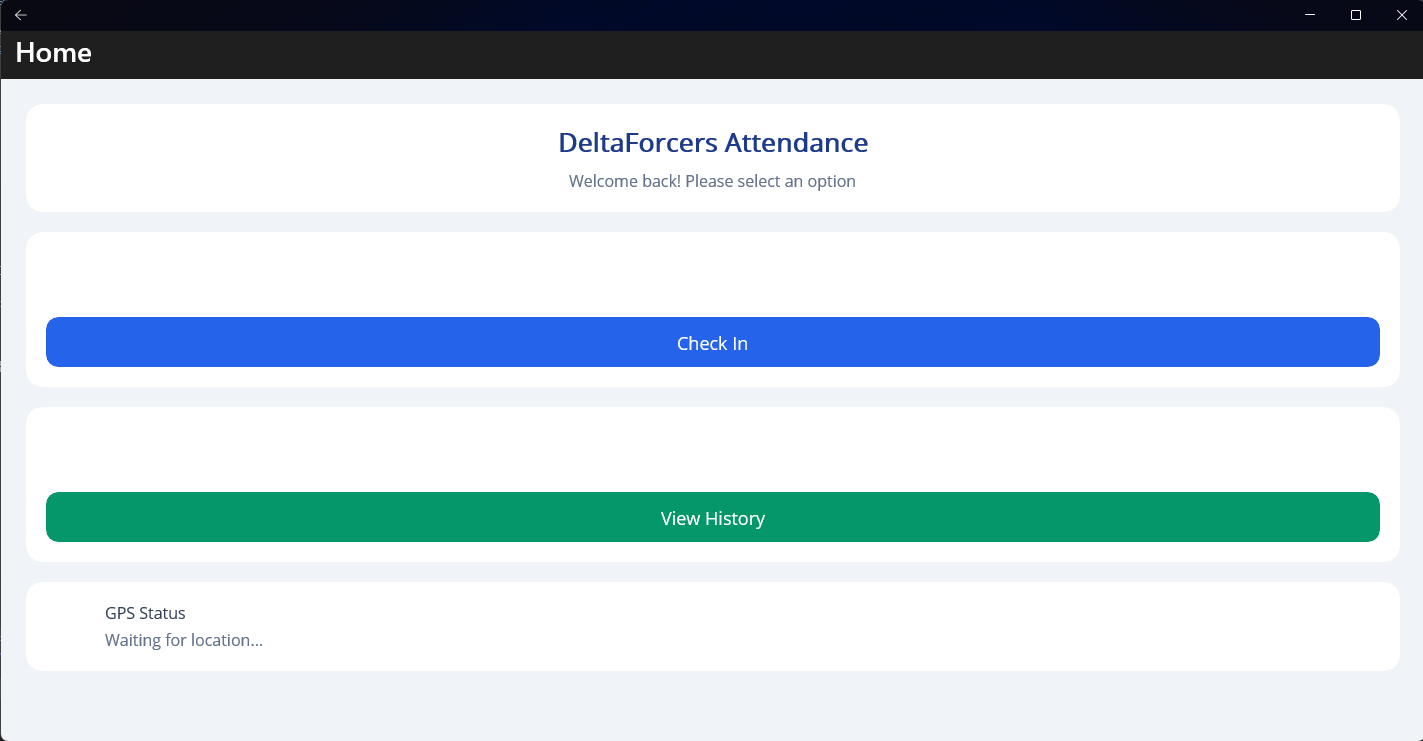 Home
DeltaForcers Attendance
Welcome back! Please select an option
Check In
View History
GPS Status
Waiting for location...